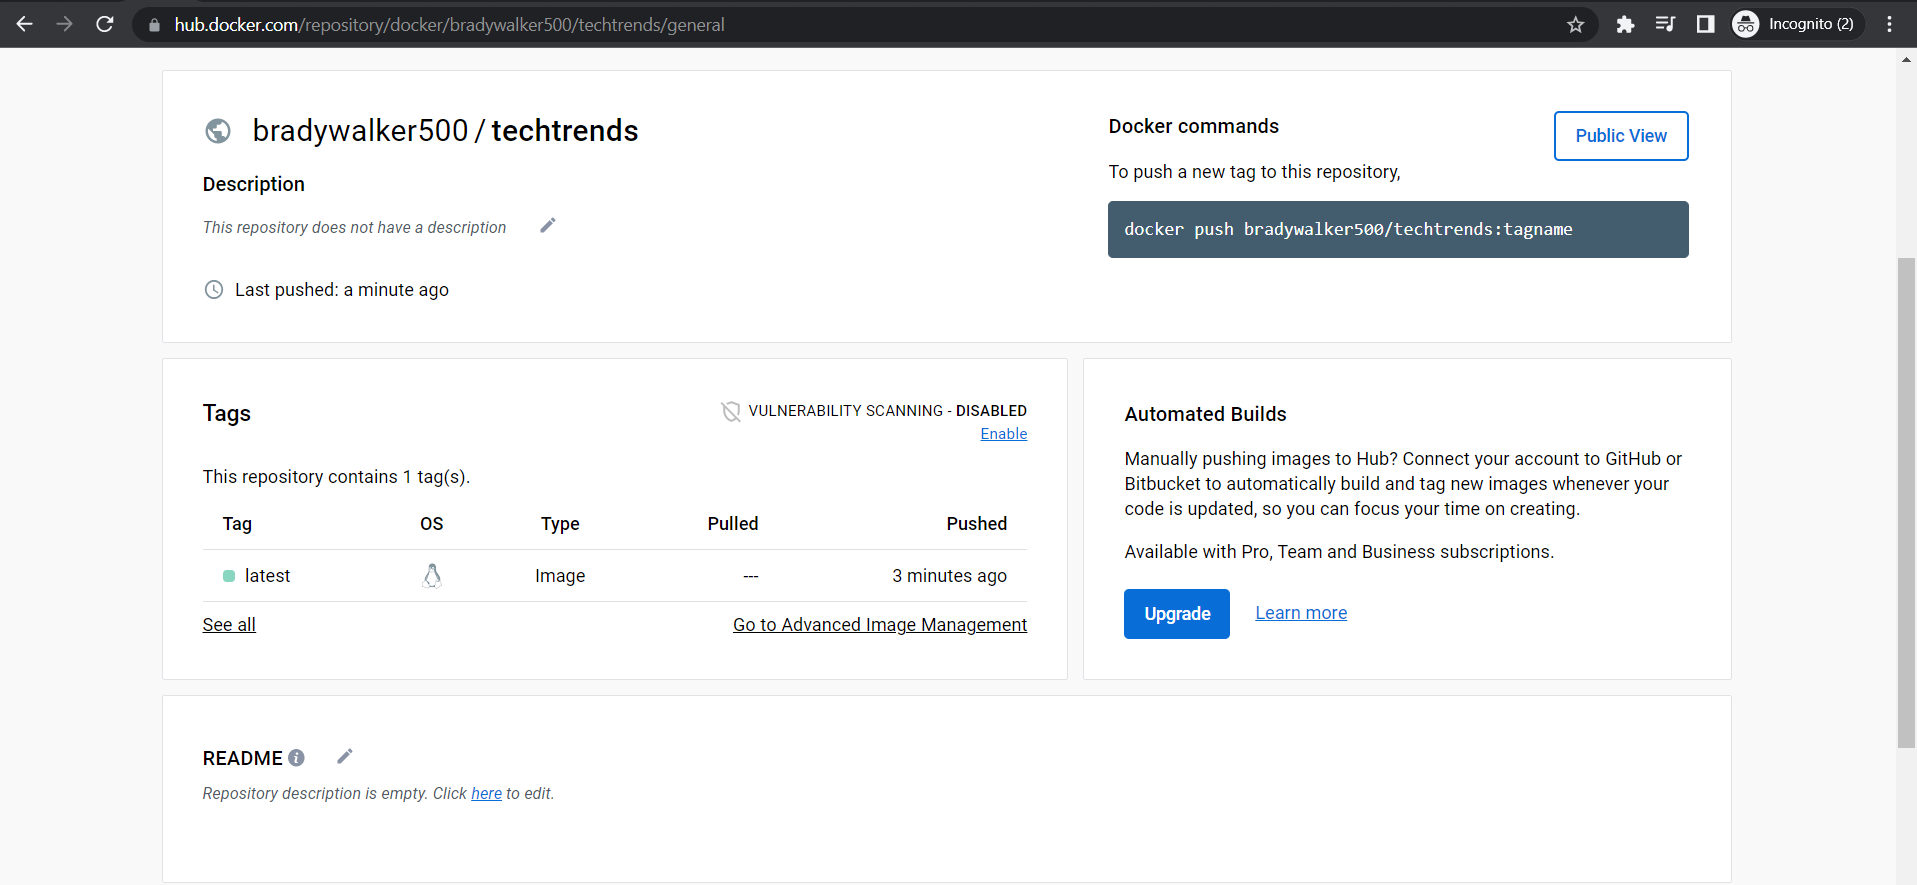 hub.docker.com/repository/docker/bradywalker500/techtrends/general
Incognito (2)
bradywalker500 / techtrends
Description
This repository does not have a description
Last pushed: a minute ago
Docker commands
Public View
To push a new tag to this repository,
docker push bradywalker500/techtrends:tagname
Tags
VULNERABILITY SCANNING - DISABLED
Enable
This repository contains 1 tag(s).
Tag OS Type Pulled Pushed
latest Image --- 3 minutes ago
See all Go to Advanced Image Management
Automated Builds
Manually pushing images to Hub? Connect your account to GitHub or
Bitbucket to automatically build and tag new images whenever your
code is updated, so you can focus your time on creating.
Available with Pro, Team and Business subscriptions.
Upgrade Learn more
README
Repository description is empty. Click here to edit.